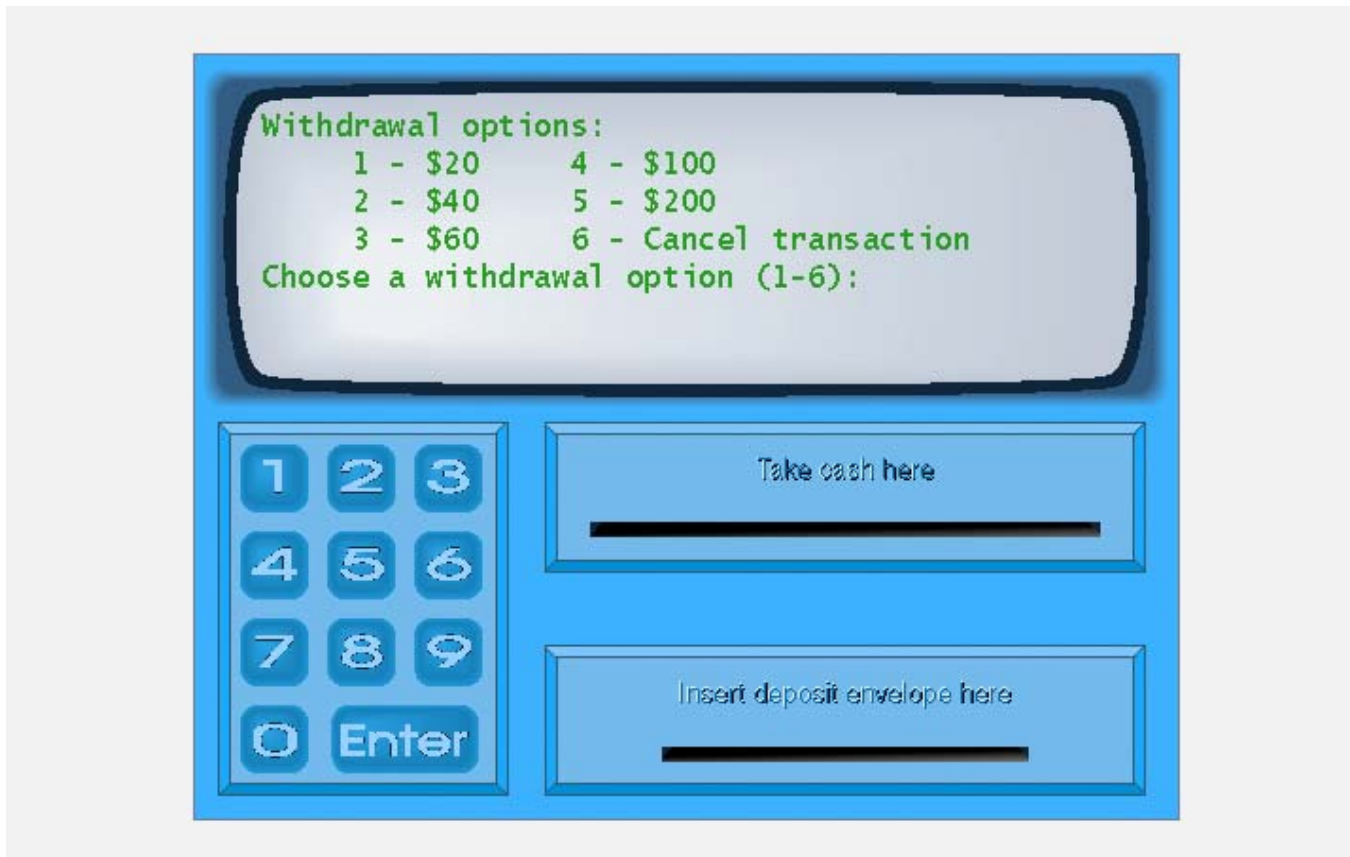 Withdrawal options:
1 - $20 4 - $100
2 - $40 5 - $200
3 - $60 6 - Cancel transaction
Choose a withdrawal option (1-6):
1 2 3
4 5 6
7 8 9
0 Enter
Take cash here
Insert deposit envelope here